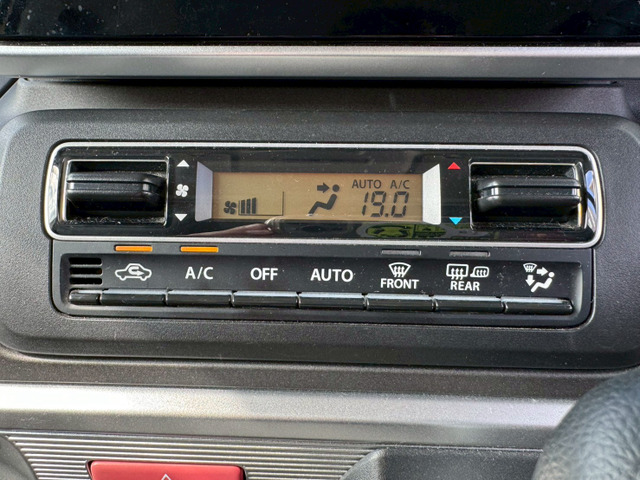 AUTO A/C
19.0
A/C
OFF
AUTO
FRONT
REAR